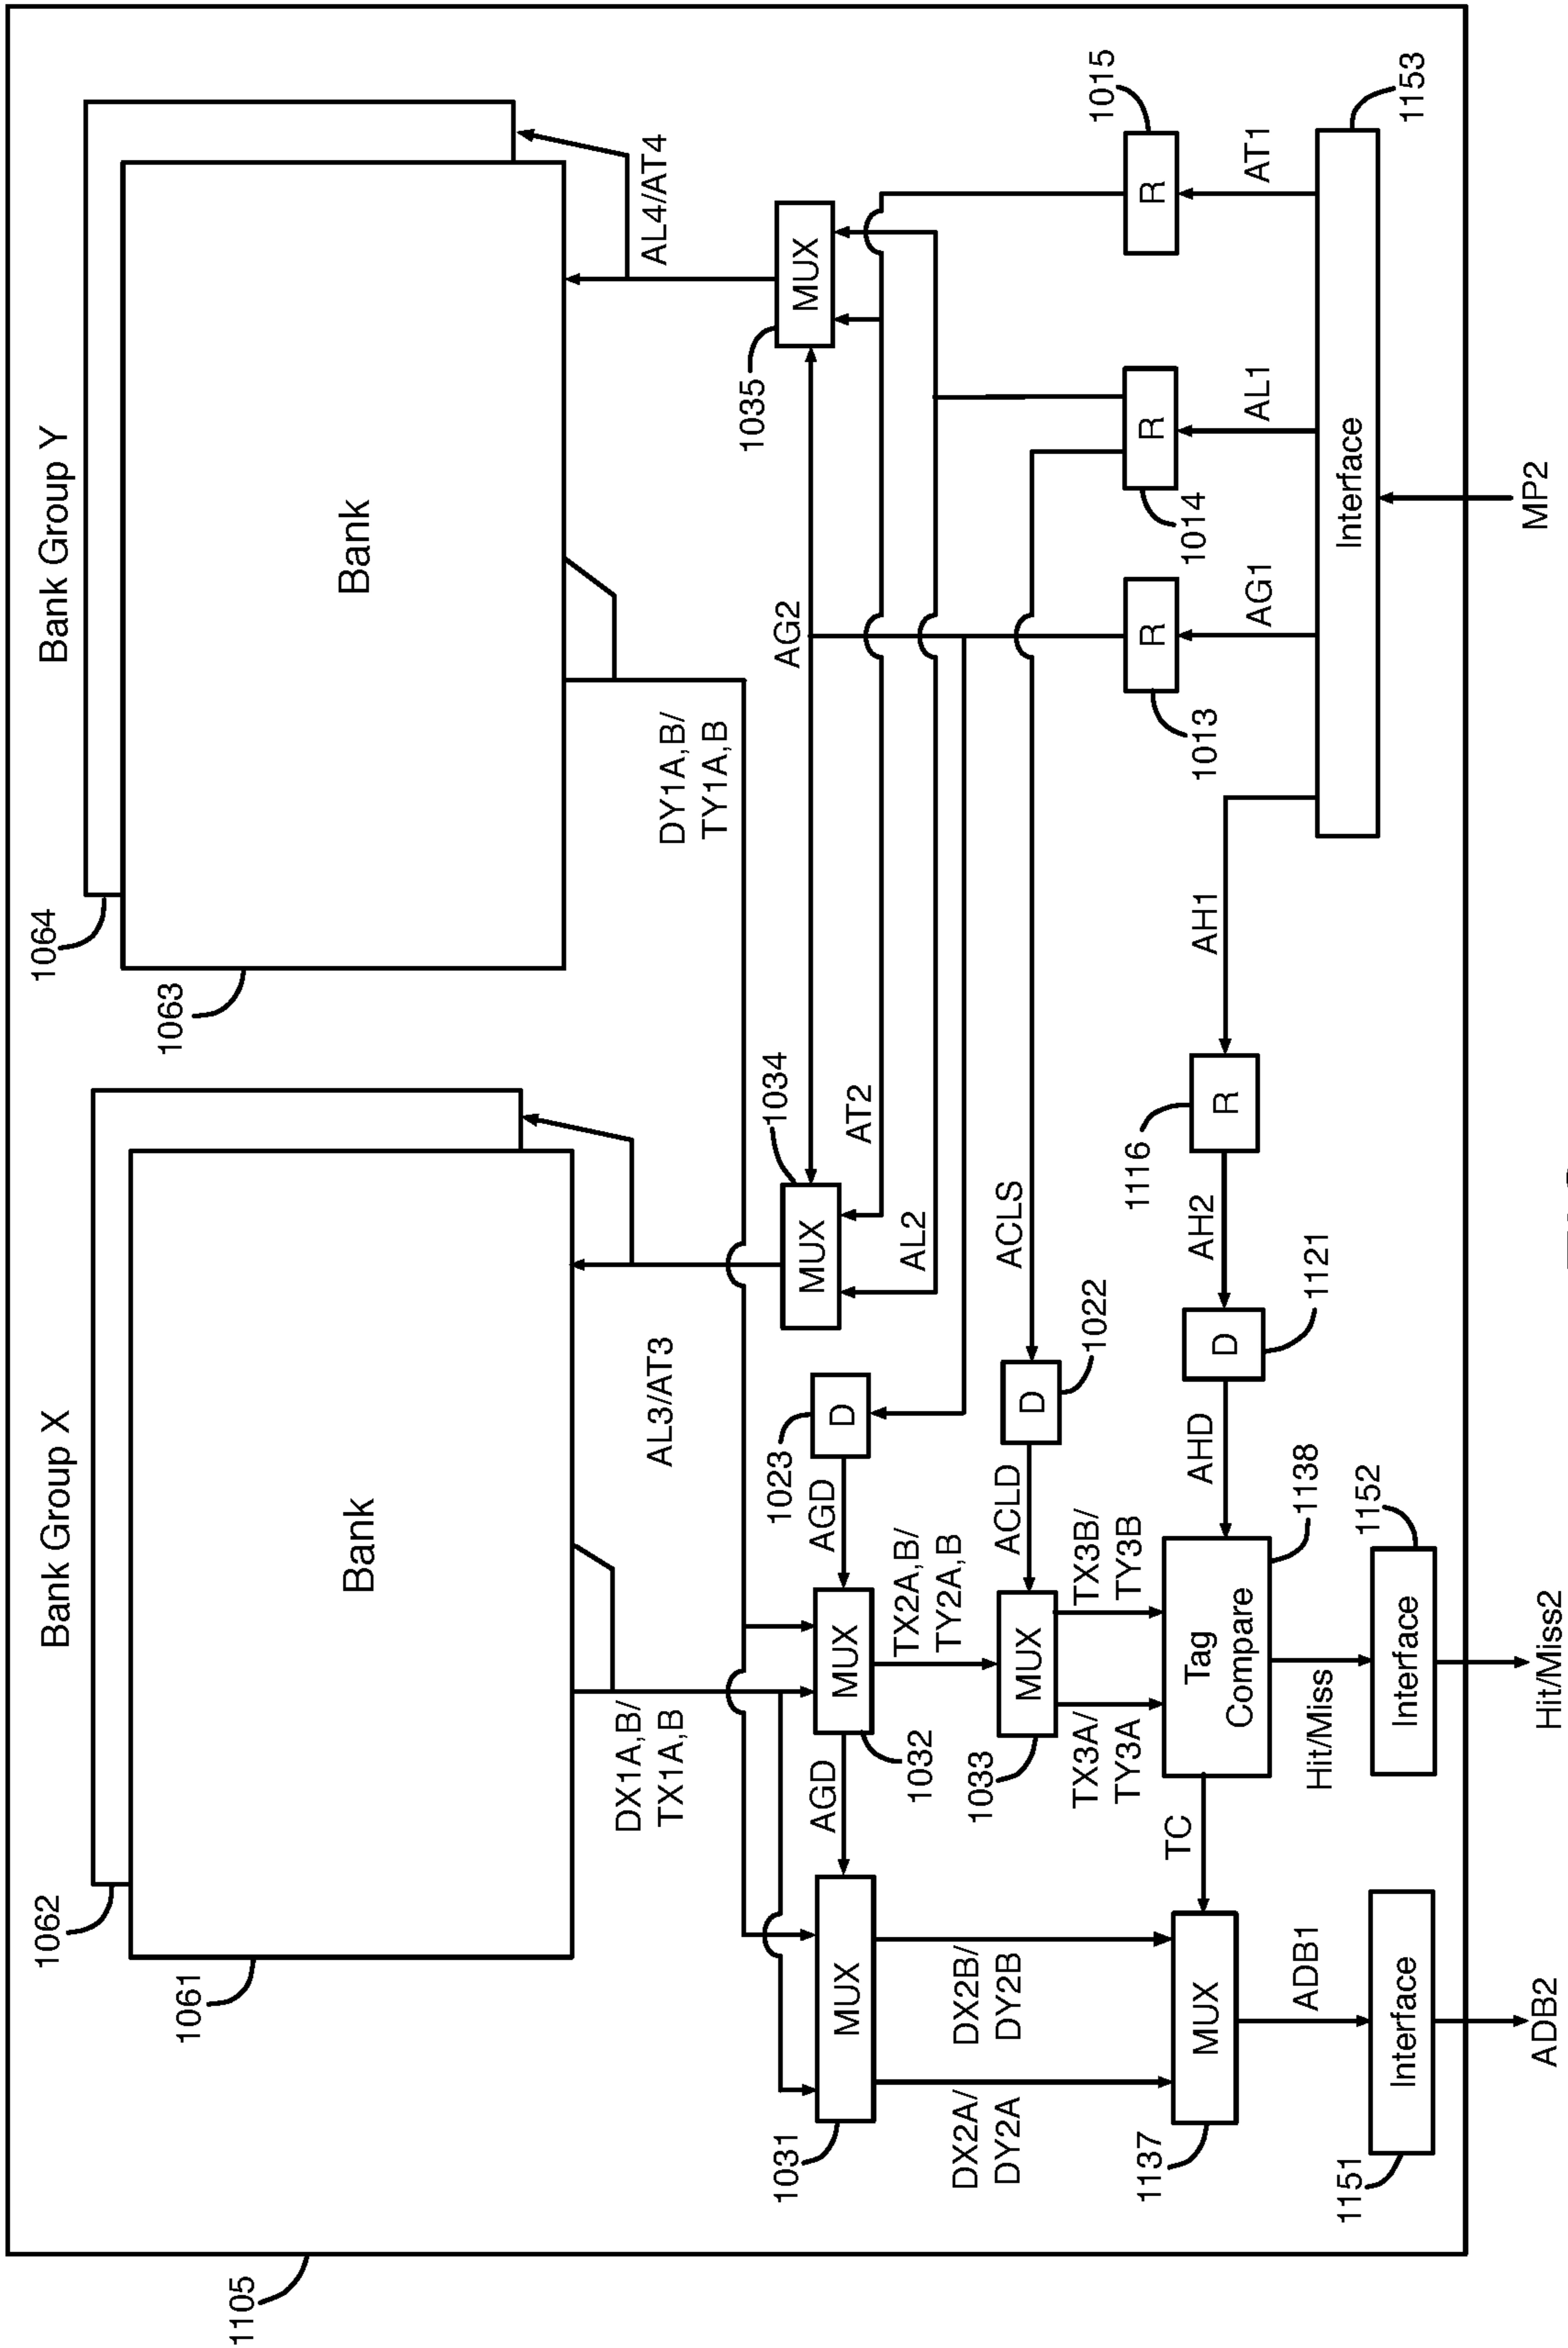 1105
Bank Group X
Bank Group Y
1062
1061
Bank
1064
1063
Bank
DX1A,B/
TX1A,B
AL3/AT3
DY1A,B/
TY1A,B
AL4/AT4
1031
MUX
AGD
1032
MUX
AGD
1023
D
MUX
1034
AG2
1035
MUX
AT2
AL2
DX2A/
DY2A
DX2B/
DY2B
TX2A,B/
TY2A,B
1033
MUX
ACLD
D
1022
ACLS
TX3A/
TY3A
TX3B/
TY3B
1013
R
1014
R
R
1015
1137
MUX
TC
Tag
Compare
1138
AHD
D
1121
AH2
1116
R
AH1
AG1
AL1
AT1
ADB1
Hit/Miss
1151
Interface
Interface
1152
Interface
1153
ADB2
Hit/Miss2
MP2